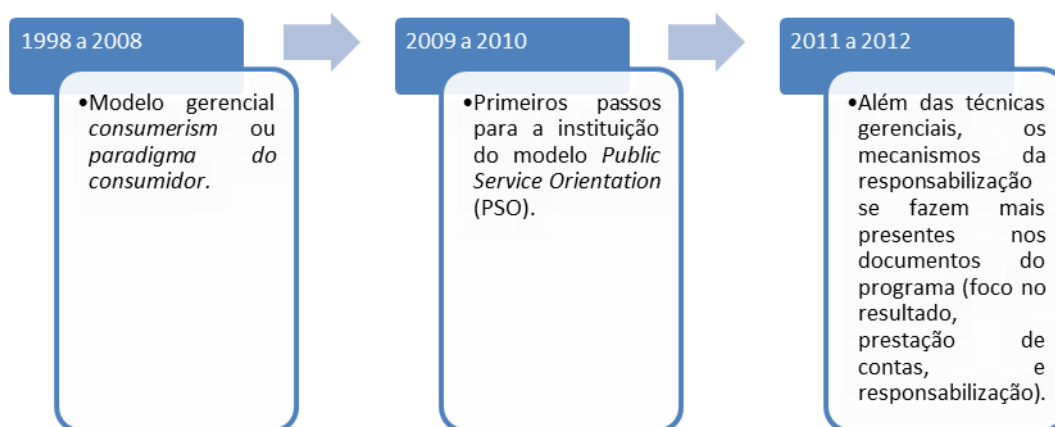 1998 a 2008
•Modelo gerencial
consumerism ou
paradigma do
consumidor.
2009 a 2010
•Primeiros passos
para a instituição
do modelo Public
Service Orientation
(PSO).
2011 a 2012
•Além das técnicas
gerenciais, os
mecanismos da
responsabilização
se fazem mais
presentes nos
documentos do
programa (foco no
resultado,
prestação de
contas, e
responsabilização).